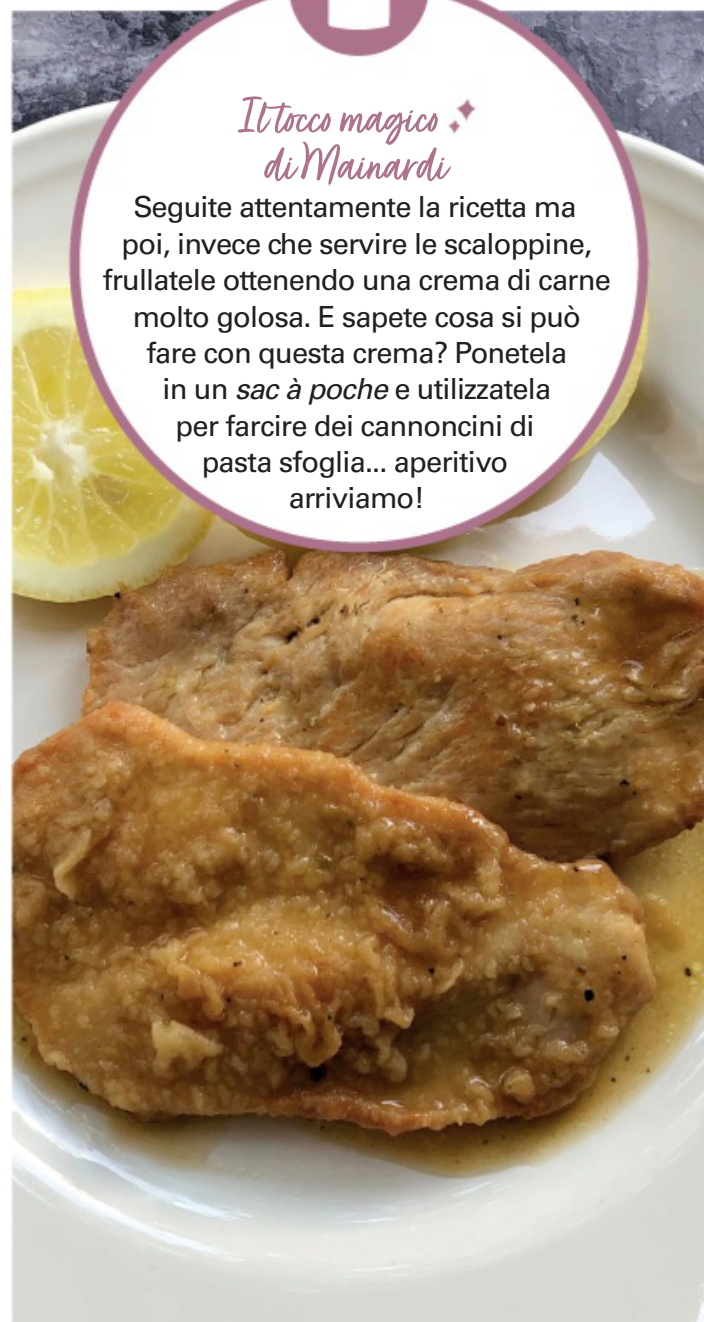 Il tocco magico
di Mainardi
Seguite attentamente la ricetta ma
poi, invece che servire le scaloppine,
frullatele ottenendo una crema di carne
molto golosa. E sapete cosa si può
fare con questa crema? Ponetela
in un sac à poche e utilizzatela
per farcire dei cannoncini di
pasta sfoglia... aperitivo
arriviamo!